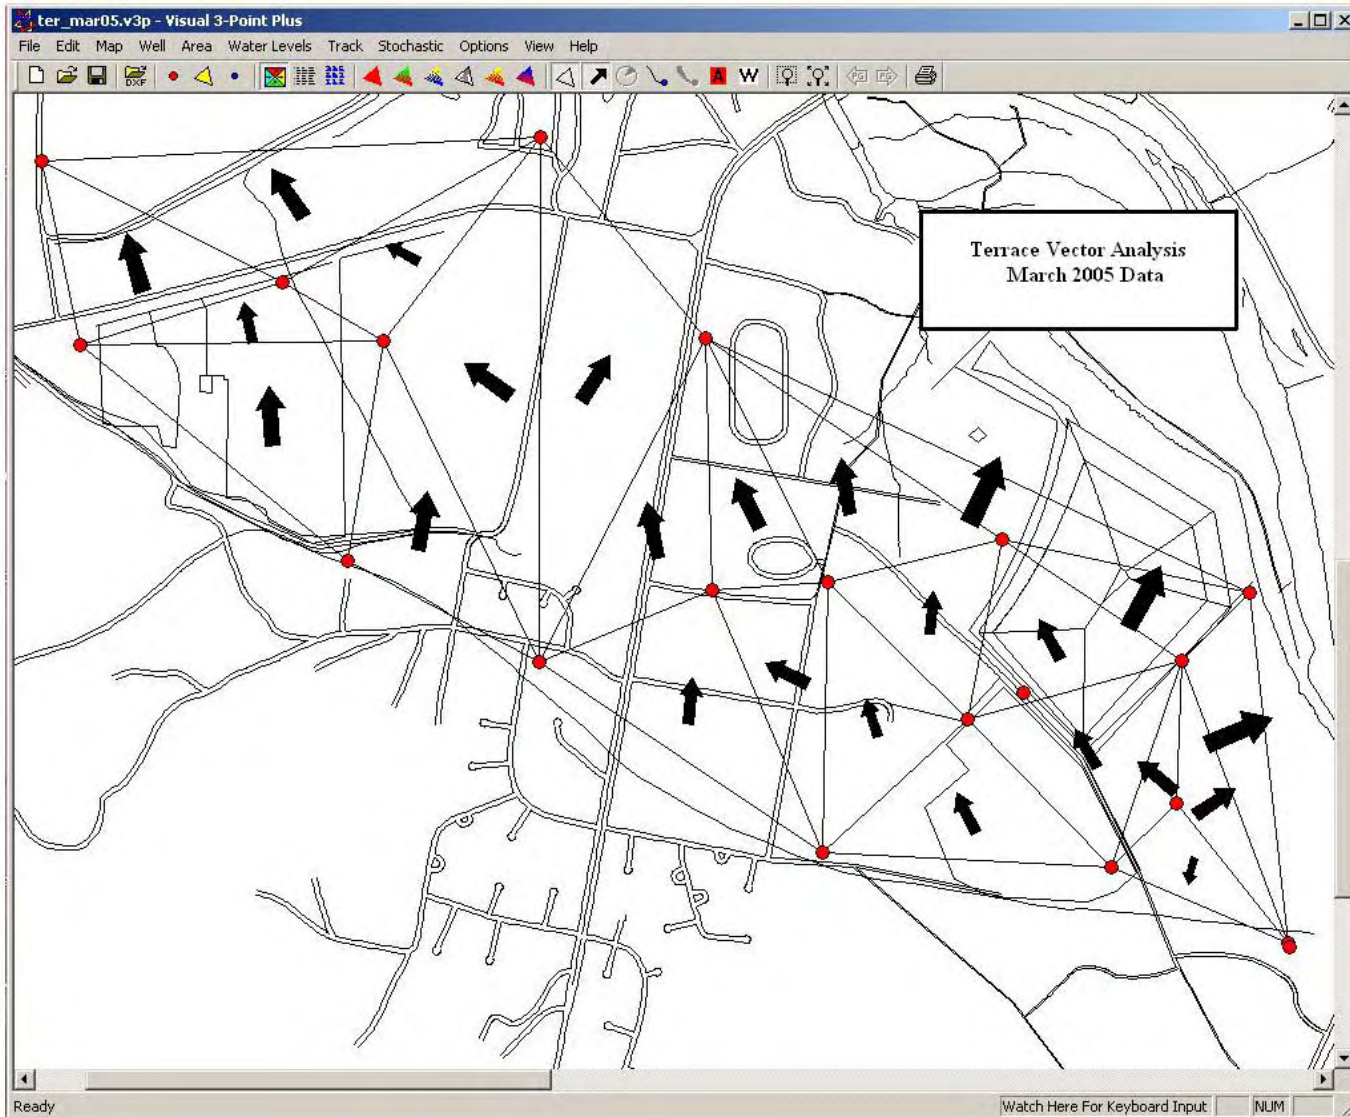 ter_mar05.v3p - Visual 3-Point Plus
File Edit Map Well Area Water Levels Track Stochastic Options View Help
DXF A W
Terrace Vector Analysis
March 2005 Data
Ready Watch Here For Keyboard Input NUM